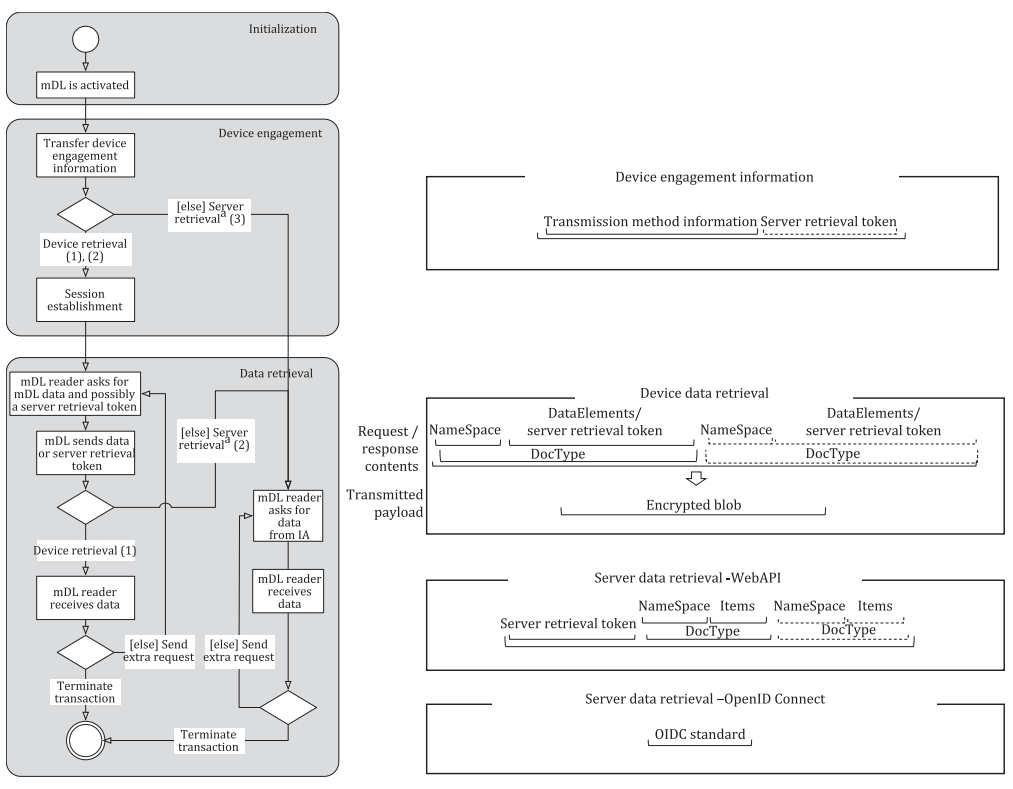 Initialization
mDL is activated
Device engagement
Transfer device
engagement
information
[else] Server
retrievalª (3)
Device retrieval
(1), (2)
Session
establishment
Data retrieval
mDL reader asks for
mDL data and possibly
a server retrieval token
[else] Server
retrievalª (2)
mDL sends data
or server retrieval
token
mDL reader
asks for
data
from IA
Device retrieval (1)
mDL reader
receives data
mDL reader
receives
data
[else] Send
extra request
[else] Send
extra request
Terminate
transaction
Terminate
transaction
Device engagement information
Transmission method information Server retrieval token
Device data retrieval
Request /
response
contents
NameSpace
DataElements/
server retrieval token
NameSpace
DataElements/
server retrieval token
DocType
DocType
Transmitted
payload
Encrypted blob
Server data retrieval -WebAPI
NameSpace Items NameSpace Items
Server retrieval token
DocType
DocType
Server data retrieval –OpenID Connect
OIDC standard